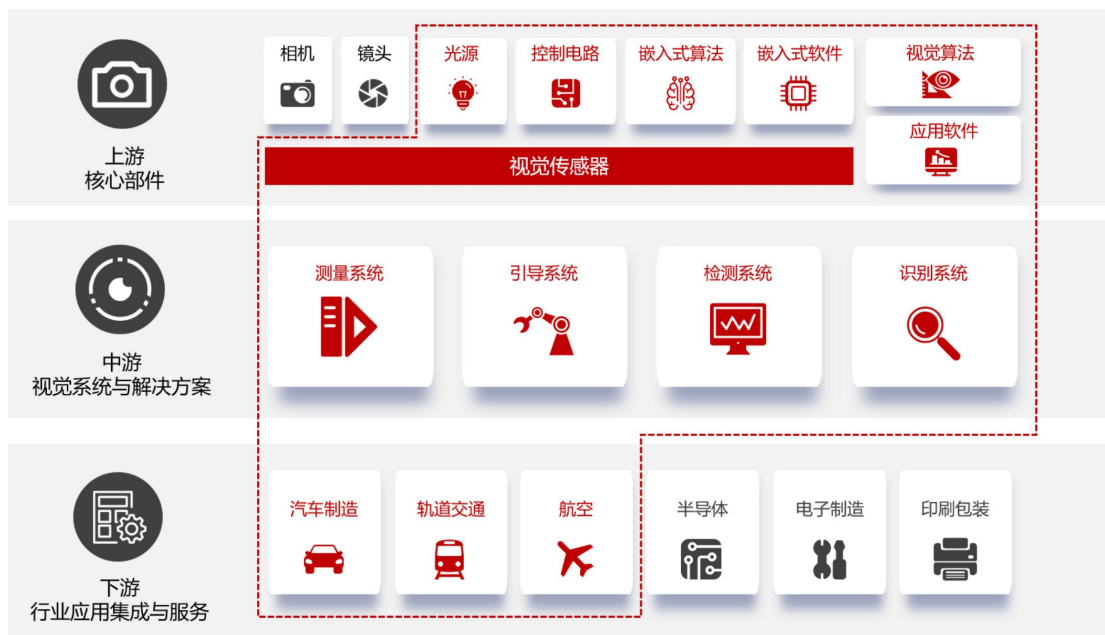 相机
镜头
光源
控制电路
嵌入式算法
嵌入式软件
视觉算法
应用软件
视觉传感器
上游
核心部件
测量系统
引导系统
检测系统
识别系统
中游
视觉系统与解决方案
汽车制造
轨道交通
航空
半导体
电子制造
印刷包装
下游
行业应用集成与服务